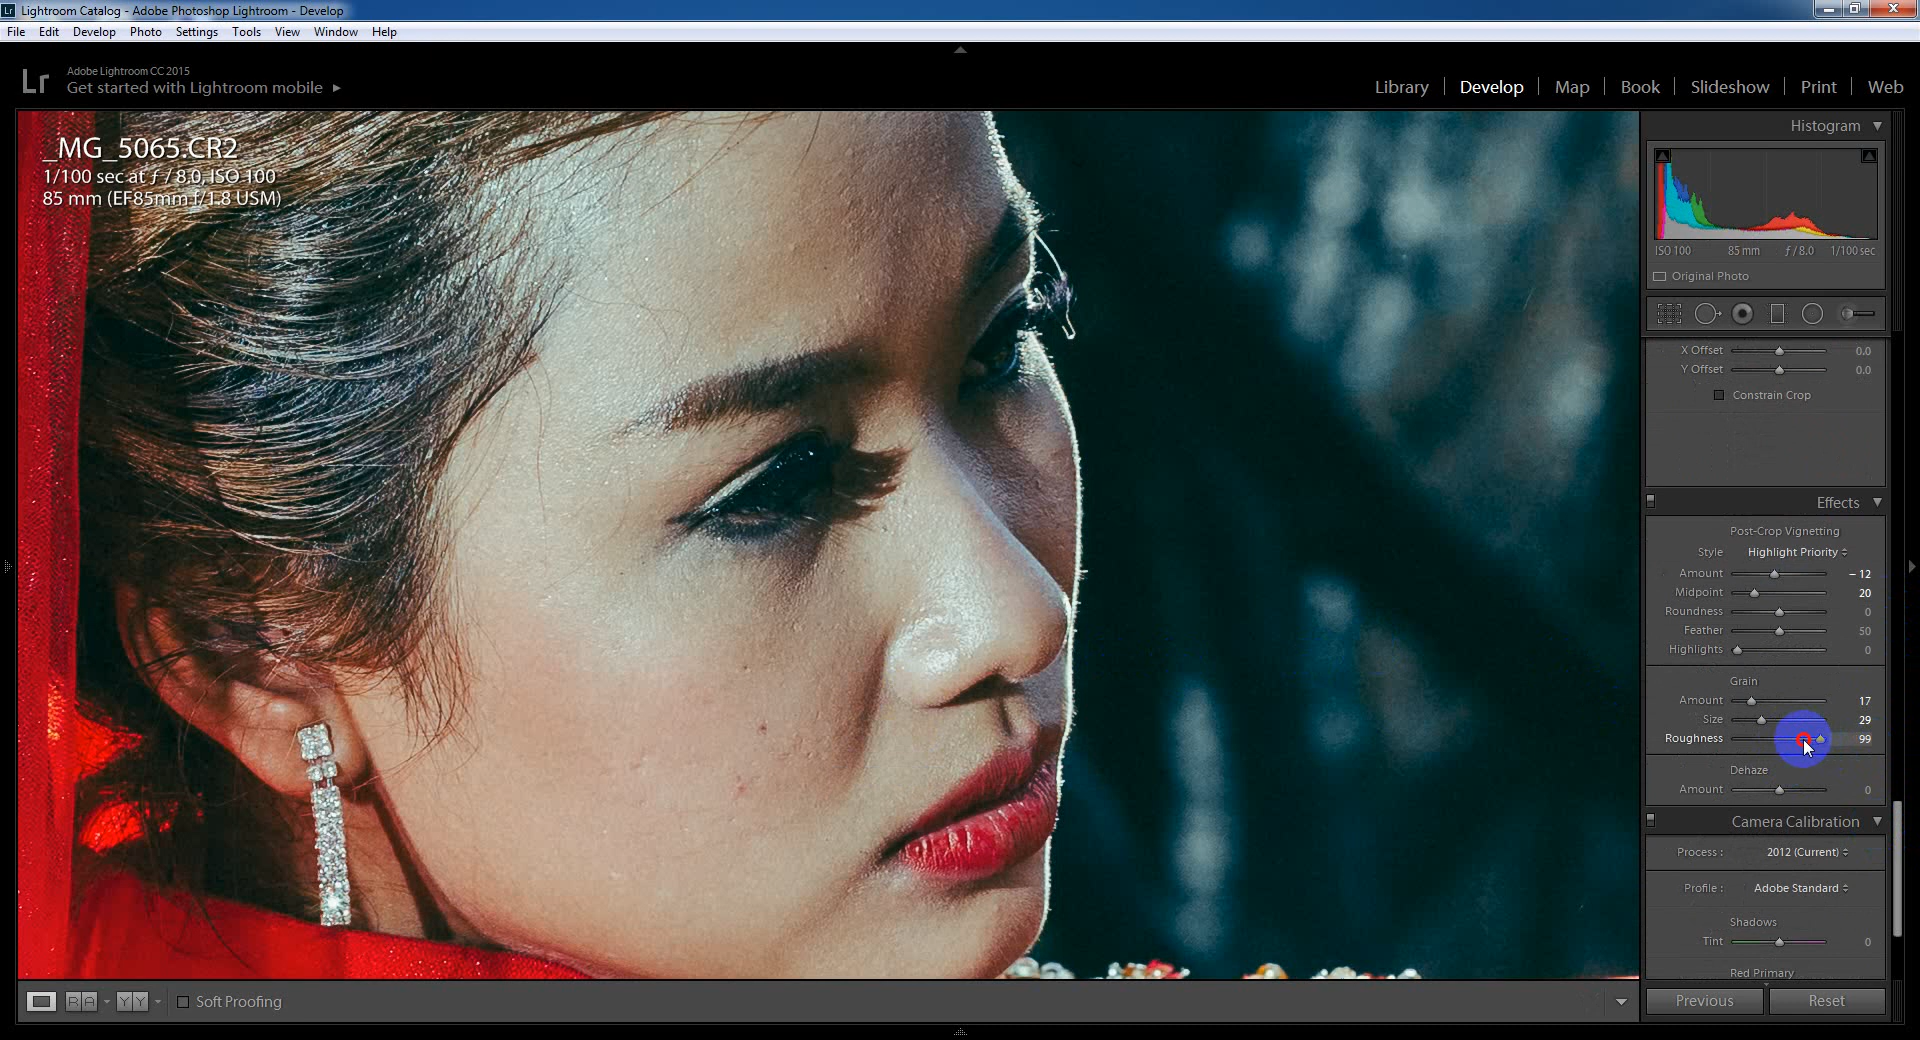 Lightroom Catalog - Adobe Photoshop Lightroom - Develop
File Edit Develop Photo Settings Tools View Window Help
Lr
Adobe Lightroom CC 2015
Get started with Lightroom mobile
Library Develop Map Book Slideshow Print Web
_MG_5065.CR2
1/100 sec at ƒ / 8.0, ISO 100
85 mm (EF85mm f/1.8 USM)
Histogram
ISO 100 85 mm ƒ / 8.0 1/100 sec
Original Photo
X Offset 0.0
Y Offset 0.0
Constrain Crop
Effects
Post-Crop Vignetting
Style Highlight Priority
Amount – 12
Midpoint 20
Roundness 0
Feather 50
Highlights 0
Grain
Amount 17
Size 29
Roughness 99
Dehaze
Amount 0
Camera Calibration
Process : 2012 (Current)
Profile : Adobe Standard
Shadows
Tint 0
Red Primary
R A Y Y Soft Proofing
Previous Reset